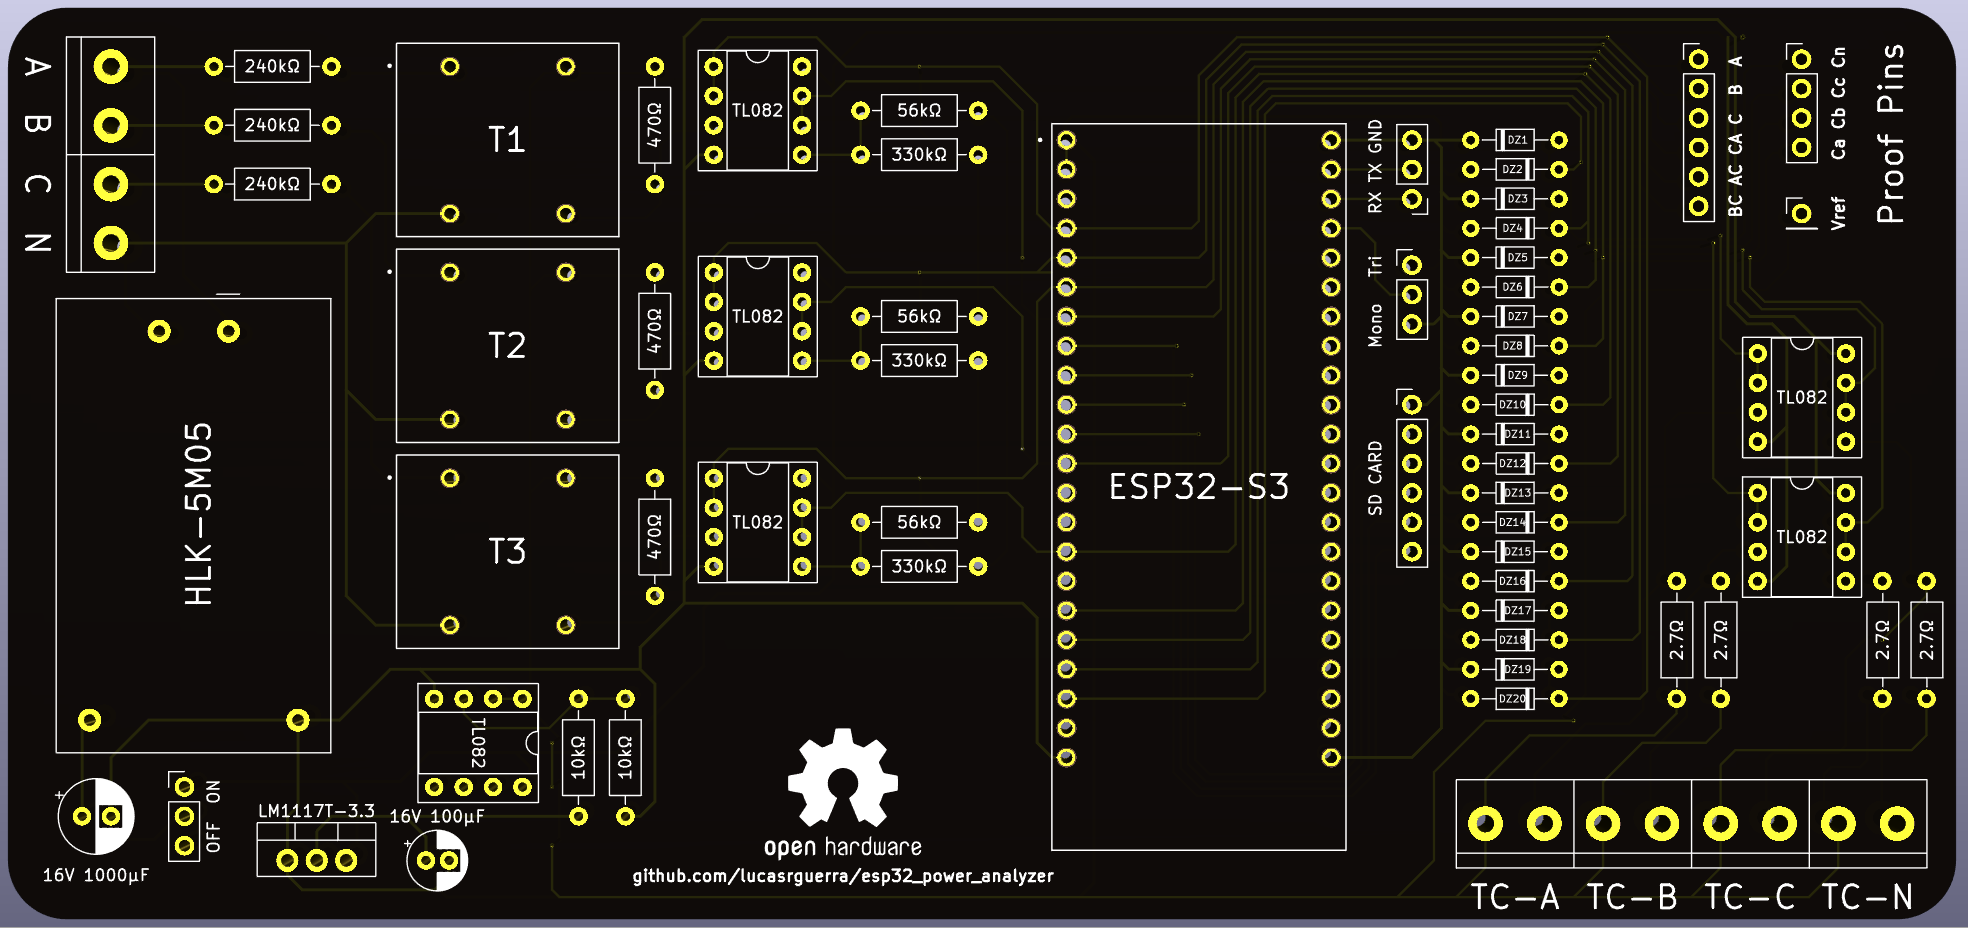 A
B
C
N
240kΩ
240kΩ
240kΩ
T1
T2
T3
470Ω
470Ω
470Ω
TL082
TL082
TL082
56kΩ
330kΩ
56kΩ
330kΩ
56kΩ
330kΩ
HLK-5M05
ESP32-S3
RX TX GND
Mono Tri
SD CARD
DZ1
DZ2
DZ3
DZ4
DZ5
DZ6
DZ7
DZ8
DZ9
DZ10
DZ11
DZ12
DZ13
DZ14
DZ15
DZ16
DZ17
DZ18
DZ19
DZ20
BC AC CA C B A
Ca Cb Cc Cn
Vref
Proof Pins
TL082
TL082
2.7Ω
2.7Ω
2.7Ω
2.7Ω
TL082
10kΩ
10kΩ
+
16V 1000µF
OFF ON
LM1117T-3.3
16V 100µF
+
open hardware
github.com/lucasrguerra/esp32_power_analyzer
TC-A TC-B TC-C TC-N